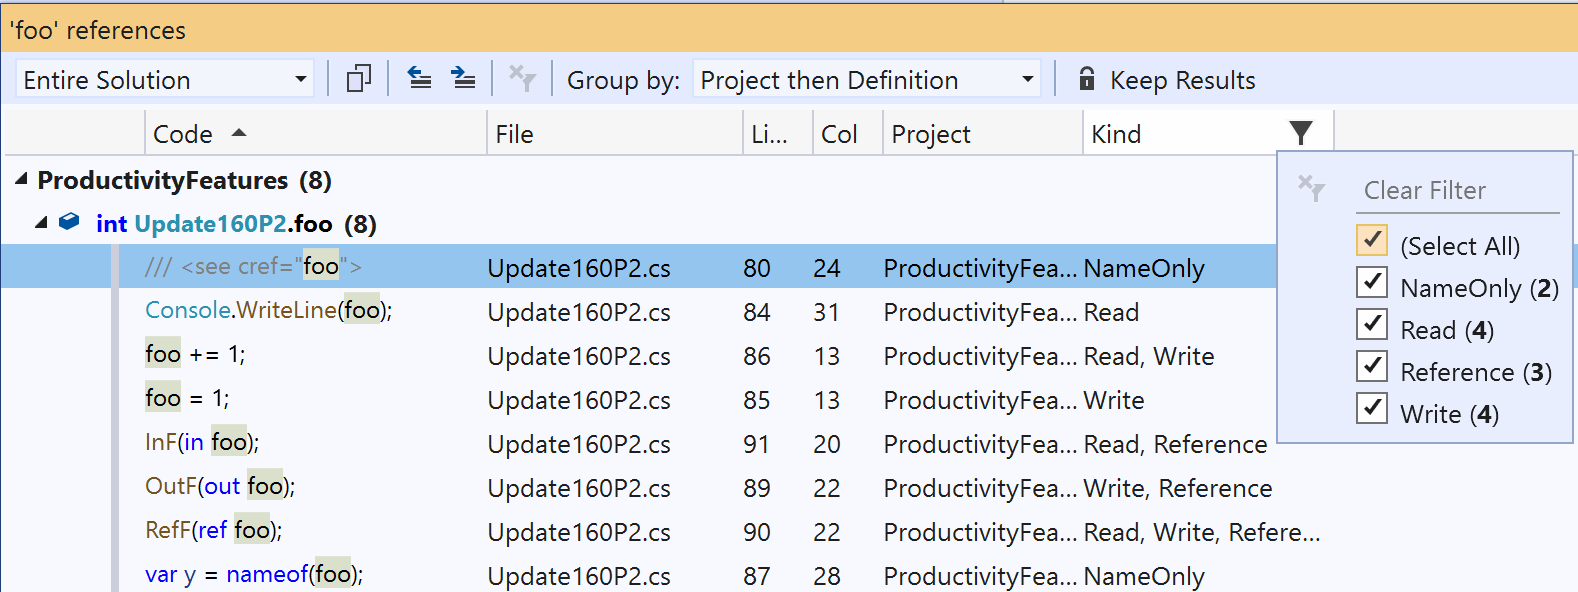 'foo' references
Entire Solution Group by: Project then Definition Keep Results
Code File Li... Col Project Kind
ProductivityFeatures (8)
int Update160P2.foo (8)
/// <see cref="foo"> Update160P2.cs 80 24 ProductivityFea... NameOnly
Console.WriteLine(foo); Update160P2.cs 84 31 ProductivityFea... Read
foo += 1; Update160P2.cs 86 13 ProductivityFea... Read, Write
foo = 1; Update160P2.cs 85 13 ProductivityFea... Write
InF(in foo); Update160P2.cs 91 20 ProductivityFea... Read, Reference
OutF(out foo); Update160P2.cs 89 22 ProductivityFea... Write, Reference
RefF(ref foo); Update160P2.cs 90 22 ProductivityFea... Read, Write, Refere...
var y = nameof(foo); Update160P2.cs 87 28 ProductivityFea... NameOnly
Clear Filter
(Select All)
NameOnly (2)
Read (4)
Reference (3)
Write (4)